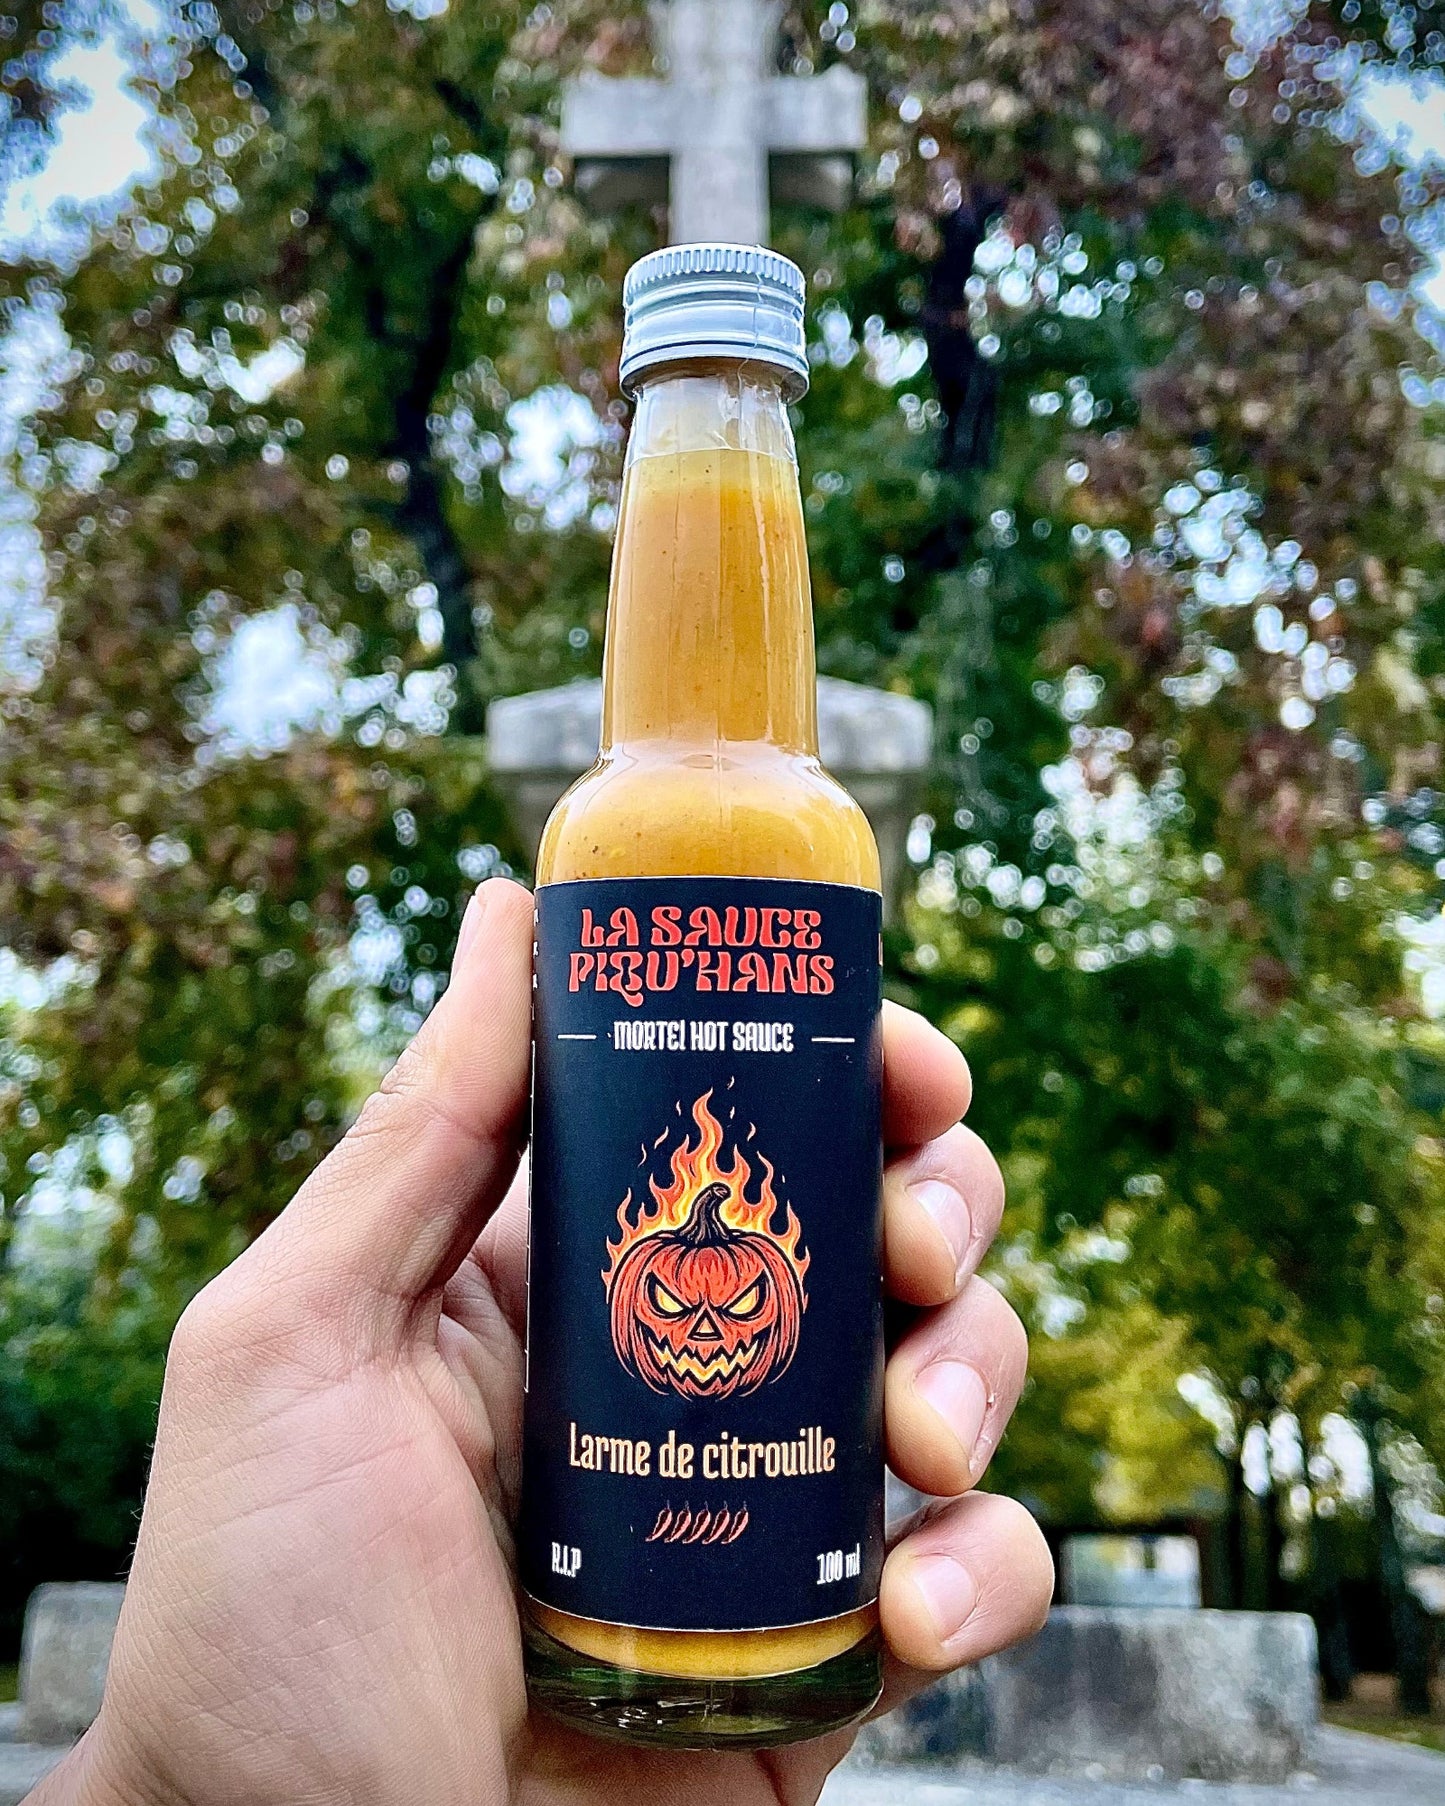 LA SAUCE
PIQU'HANS
MORTEL HOT SAUCE
Larme de citrouille
R.I.P
100 ml